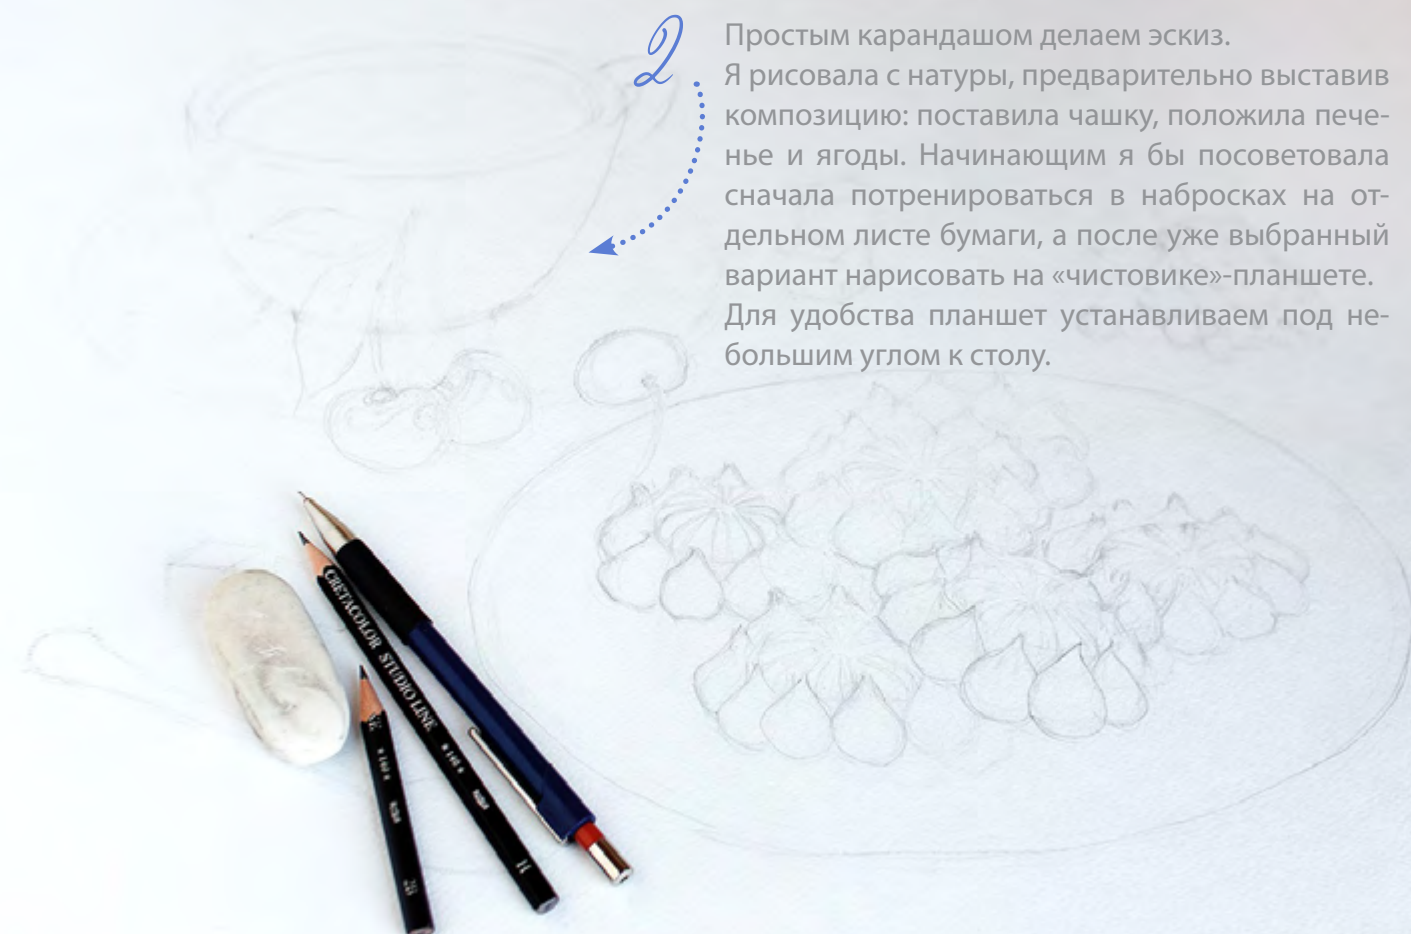 2
Простым карандашом делаем эскиз.
Я рисовала с натуры, предварительно выставив
композицию: поставила чашку, положила пече-
нье и ягоды. Начинающим я бы посоветовала
сначала потренироваться в набросках на от-
дельном листе бумаги, а после уже выбранный
вариант нарисовать на «чистовике»-планшете.
Для удобства планшет устанавливаем под не-
большим углом к столу.
CRETACOLOR STUDIO LINE